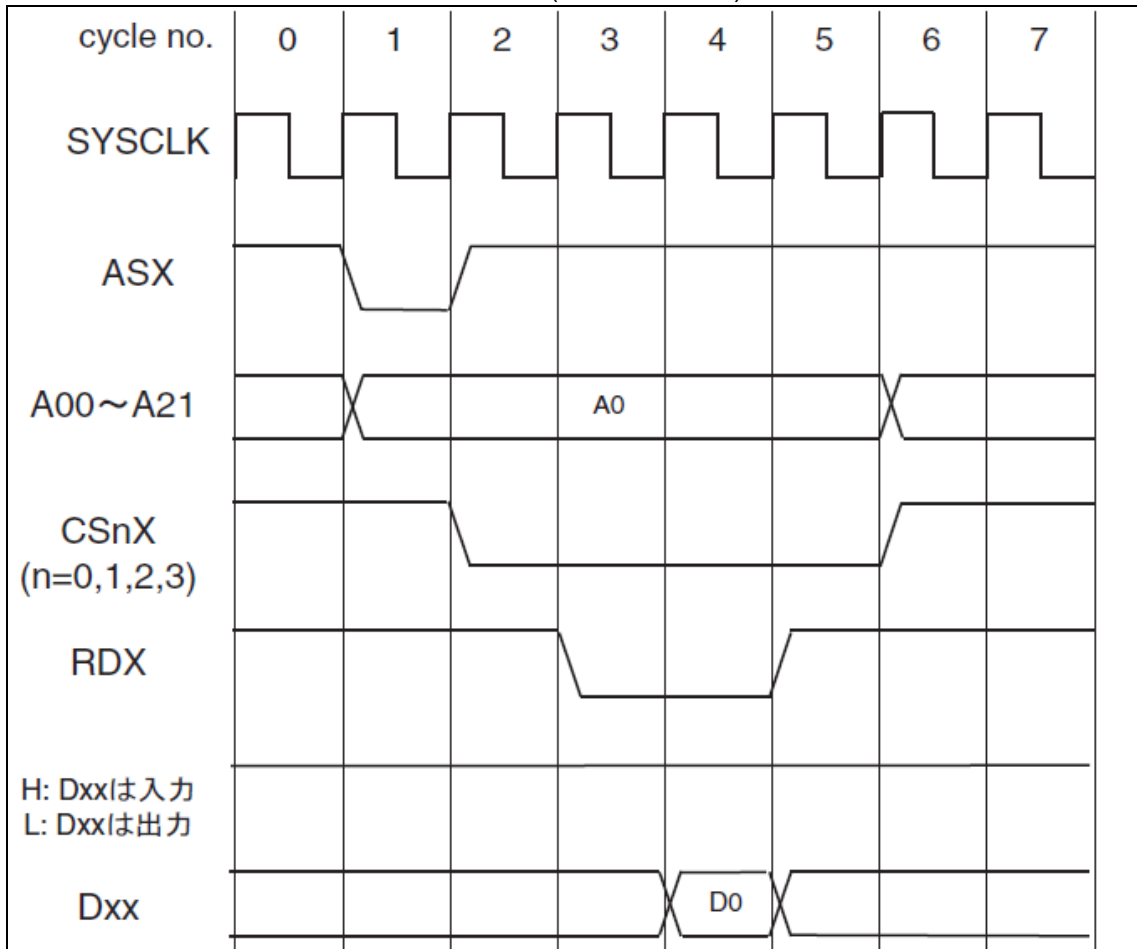 cycle no. 0 1 2 3 4 5 6 7
SYSCLK
ASX
A00～A21 A0
CSnX
(n=0,1,2,3)
RDX
H: Dxxは入力
L: Dxxは出力
Dxx D0